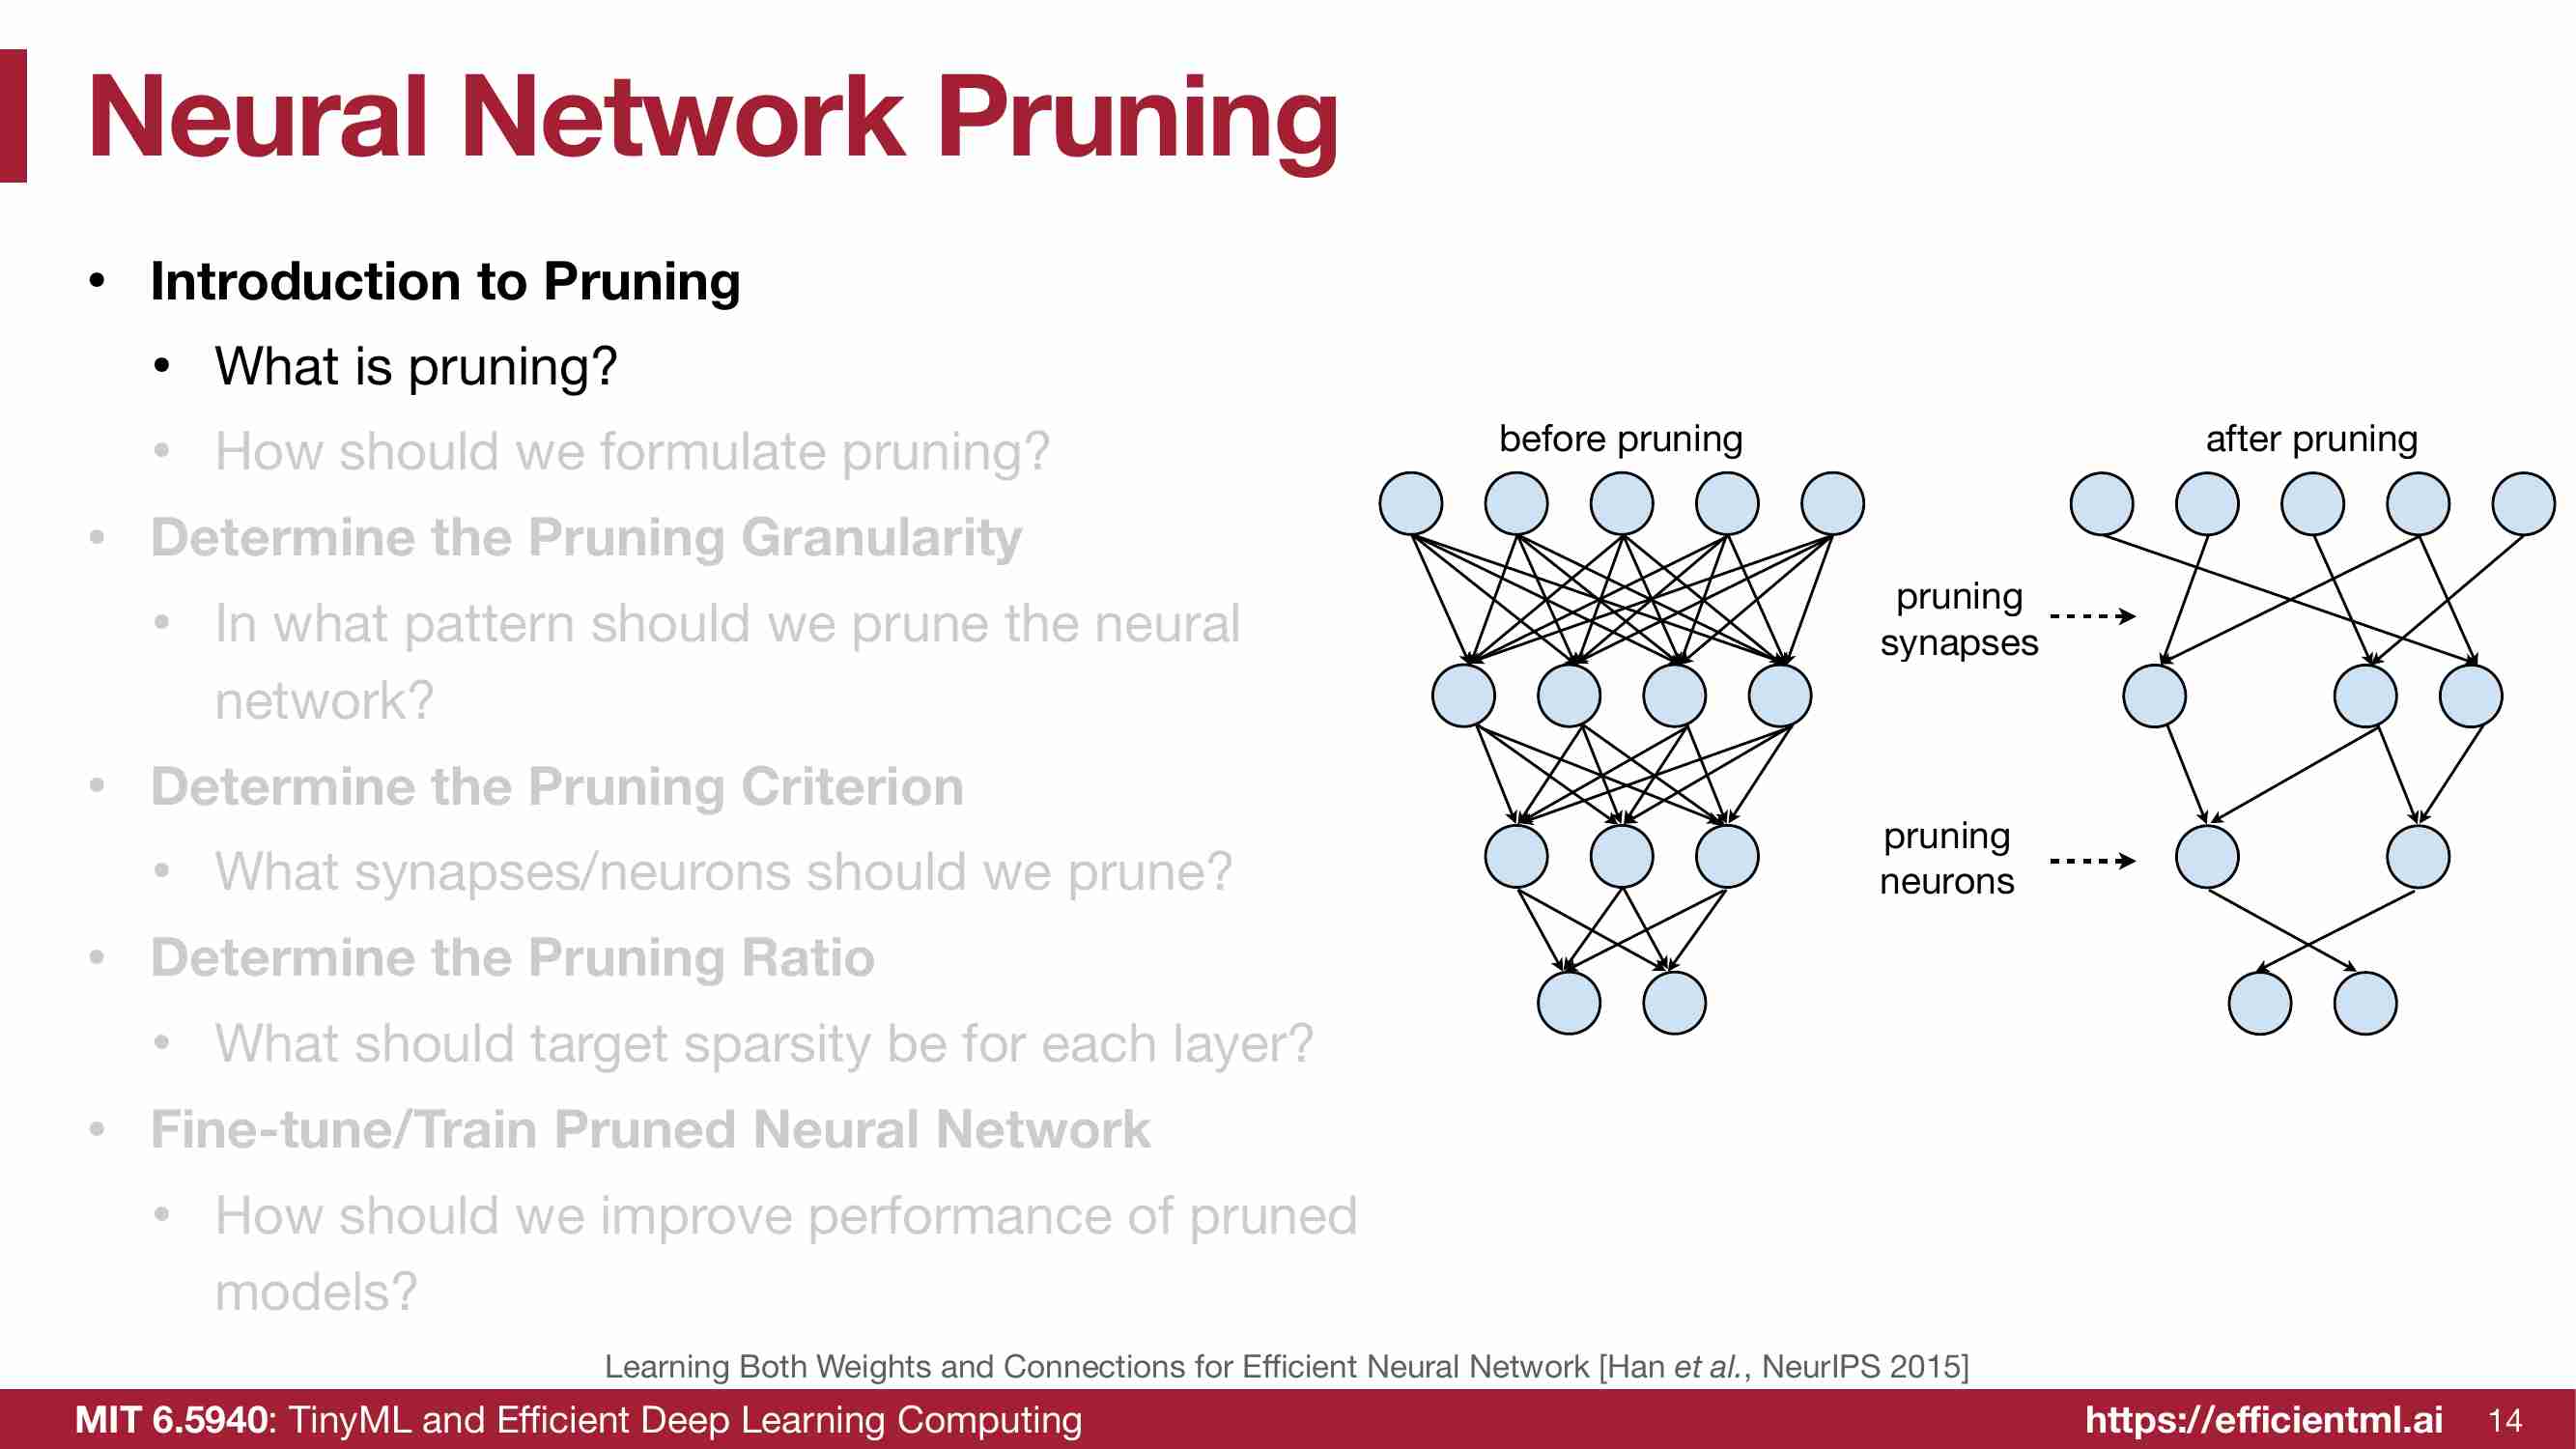 Neural Network Pruning
• Introduction to Pruning
• What is pruning?
• How should we formulate pruning?
• Determine the Pruning Granularity
• In what pattern should we prune the neural
network?
• Determine the Pruning Criterion
• What synapses/neurons should we prune?
• Determine the Pruning Ratio
• What should target sparsity be for each layer?
• Fine-tune/Train Pruned Neural Network
• How should we improve performance of pruned
models?
before pruning
after pruning
pruning
synapses
pruning
neurons
Learning Both Weights and Connections for Efficient Neural Network [Han et al., NeurIPS 2015]
MIT 6.5940: TinyML and Efficient Deep Learning Computing
https://efficientml.ai
14